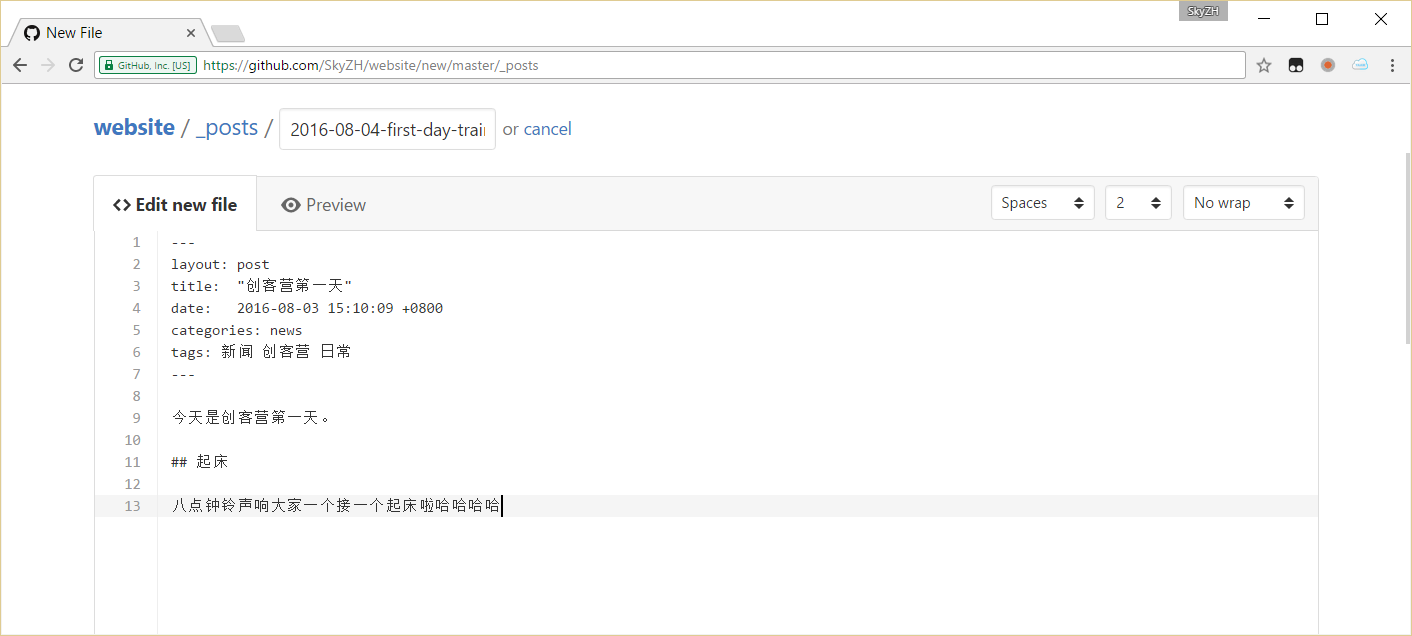 SkyZH
New File
GitHub, Inc. [US] https://github.com/SkyZH/website/new/master/_posts
website / _posts / 2016-08-04-first-day-trai or cancel
Edit new file Preview Spaces 2 No wrap
1 ---
2 layout: post
3 title: "创客营第一天"
4 date: 2016-08-03 15:10:09 +0800
5 categories: news
6 tags: 新闻 创客营 日常
7 ---
8
9 今天是创客营第一天。
10
11 ## 起床
12
13 八点钟铃声响大家一个接一个起床啦哈哈哈哈